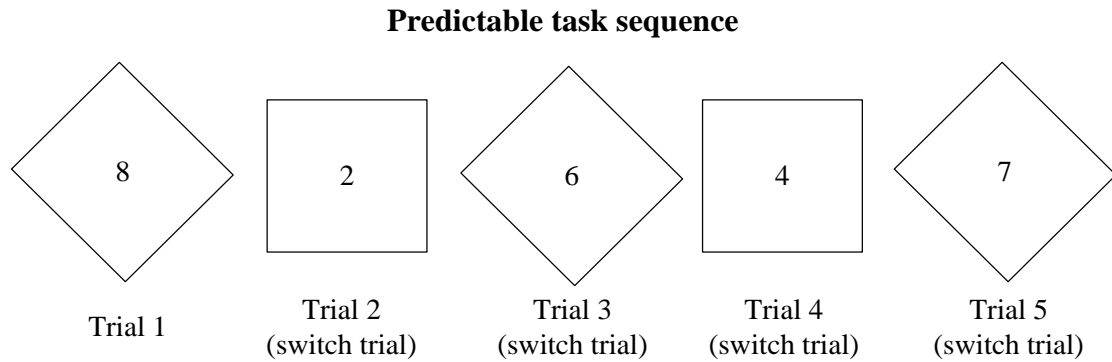 Predictable task sequence
8
2
6
4
7
Trial 1
Trial 2
(switch trial)
Trial 3
(switch trial)
Trial 4
(switch trial)
Trial 5
(switch trial)